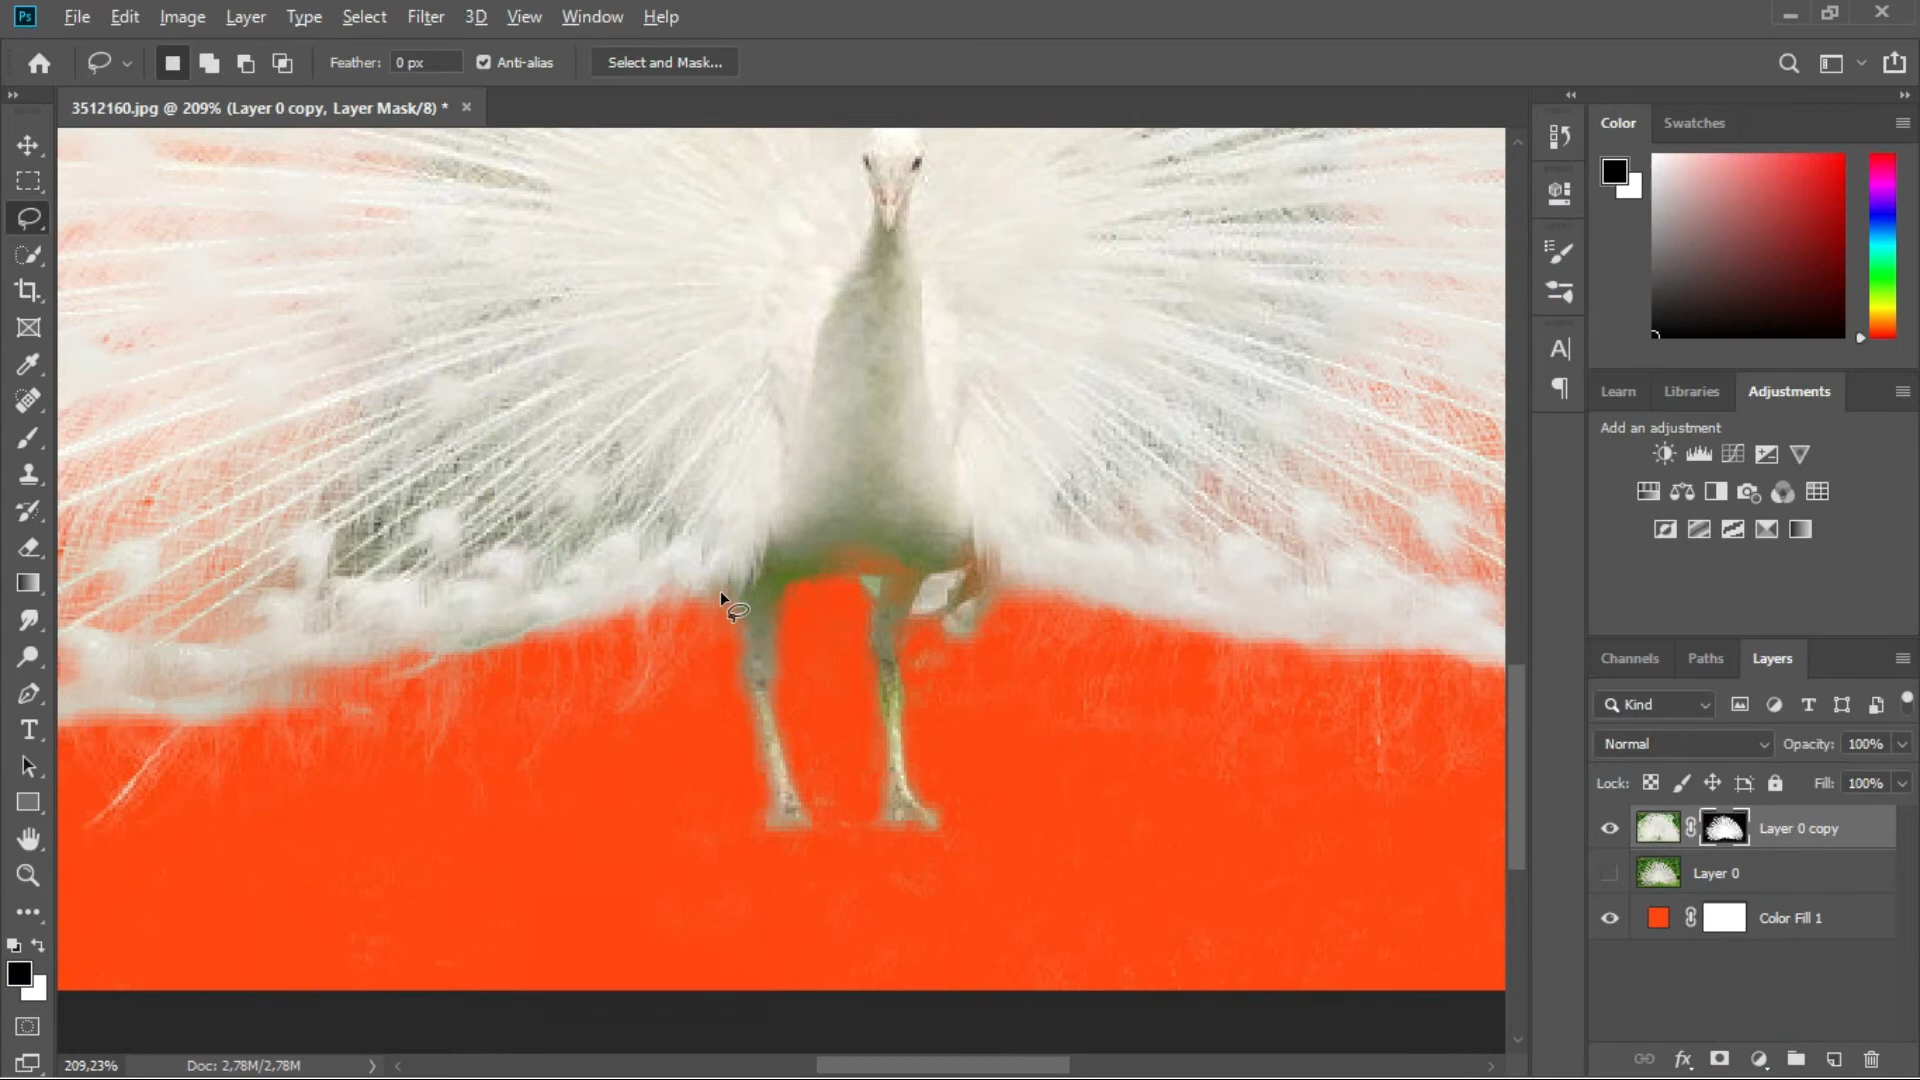 Ps File Edit Image Layer Type Select Filter 3D View Window Help
Feather: 0 px Anti-alias Select and Mask...
3512160.jpg @ 209% (Layer 0 copy, Layer Mask/8) * ×
Color Swatches
Learn Libraries Adjustments
Add an adjustment
Channels Paths Layers
Kind
Normal Opacity: 100%
Lock: Fill: 100%
Layer 0 copy
Layer 0
Color Fill 1
209,23% Doc: 2,78M/2,78M